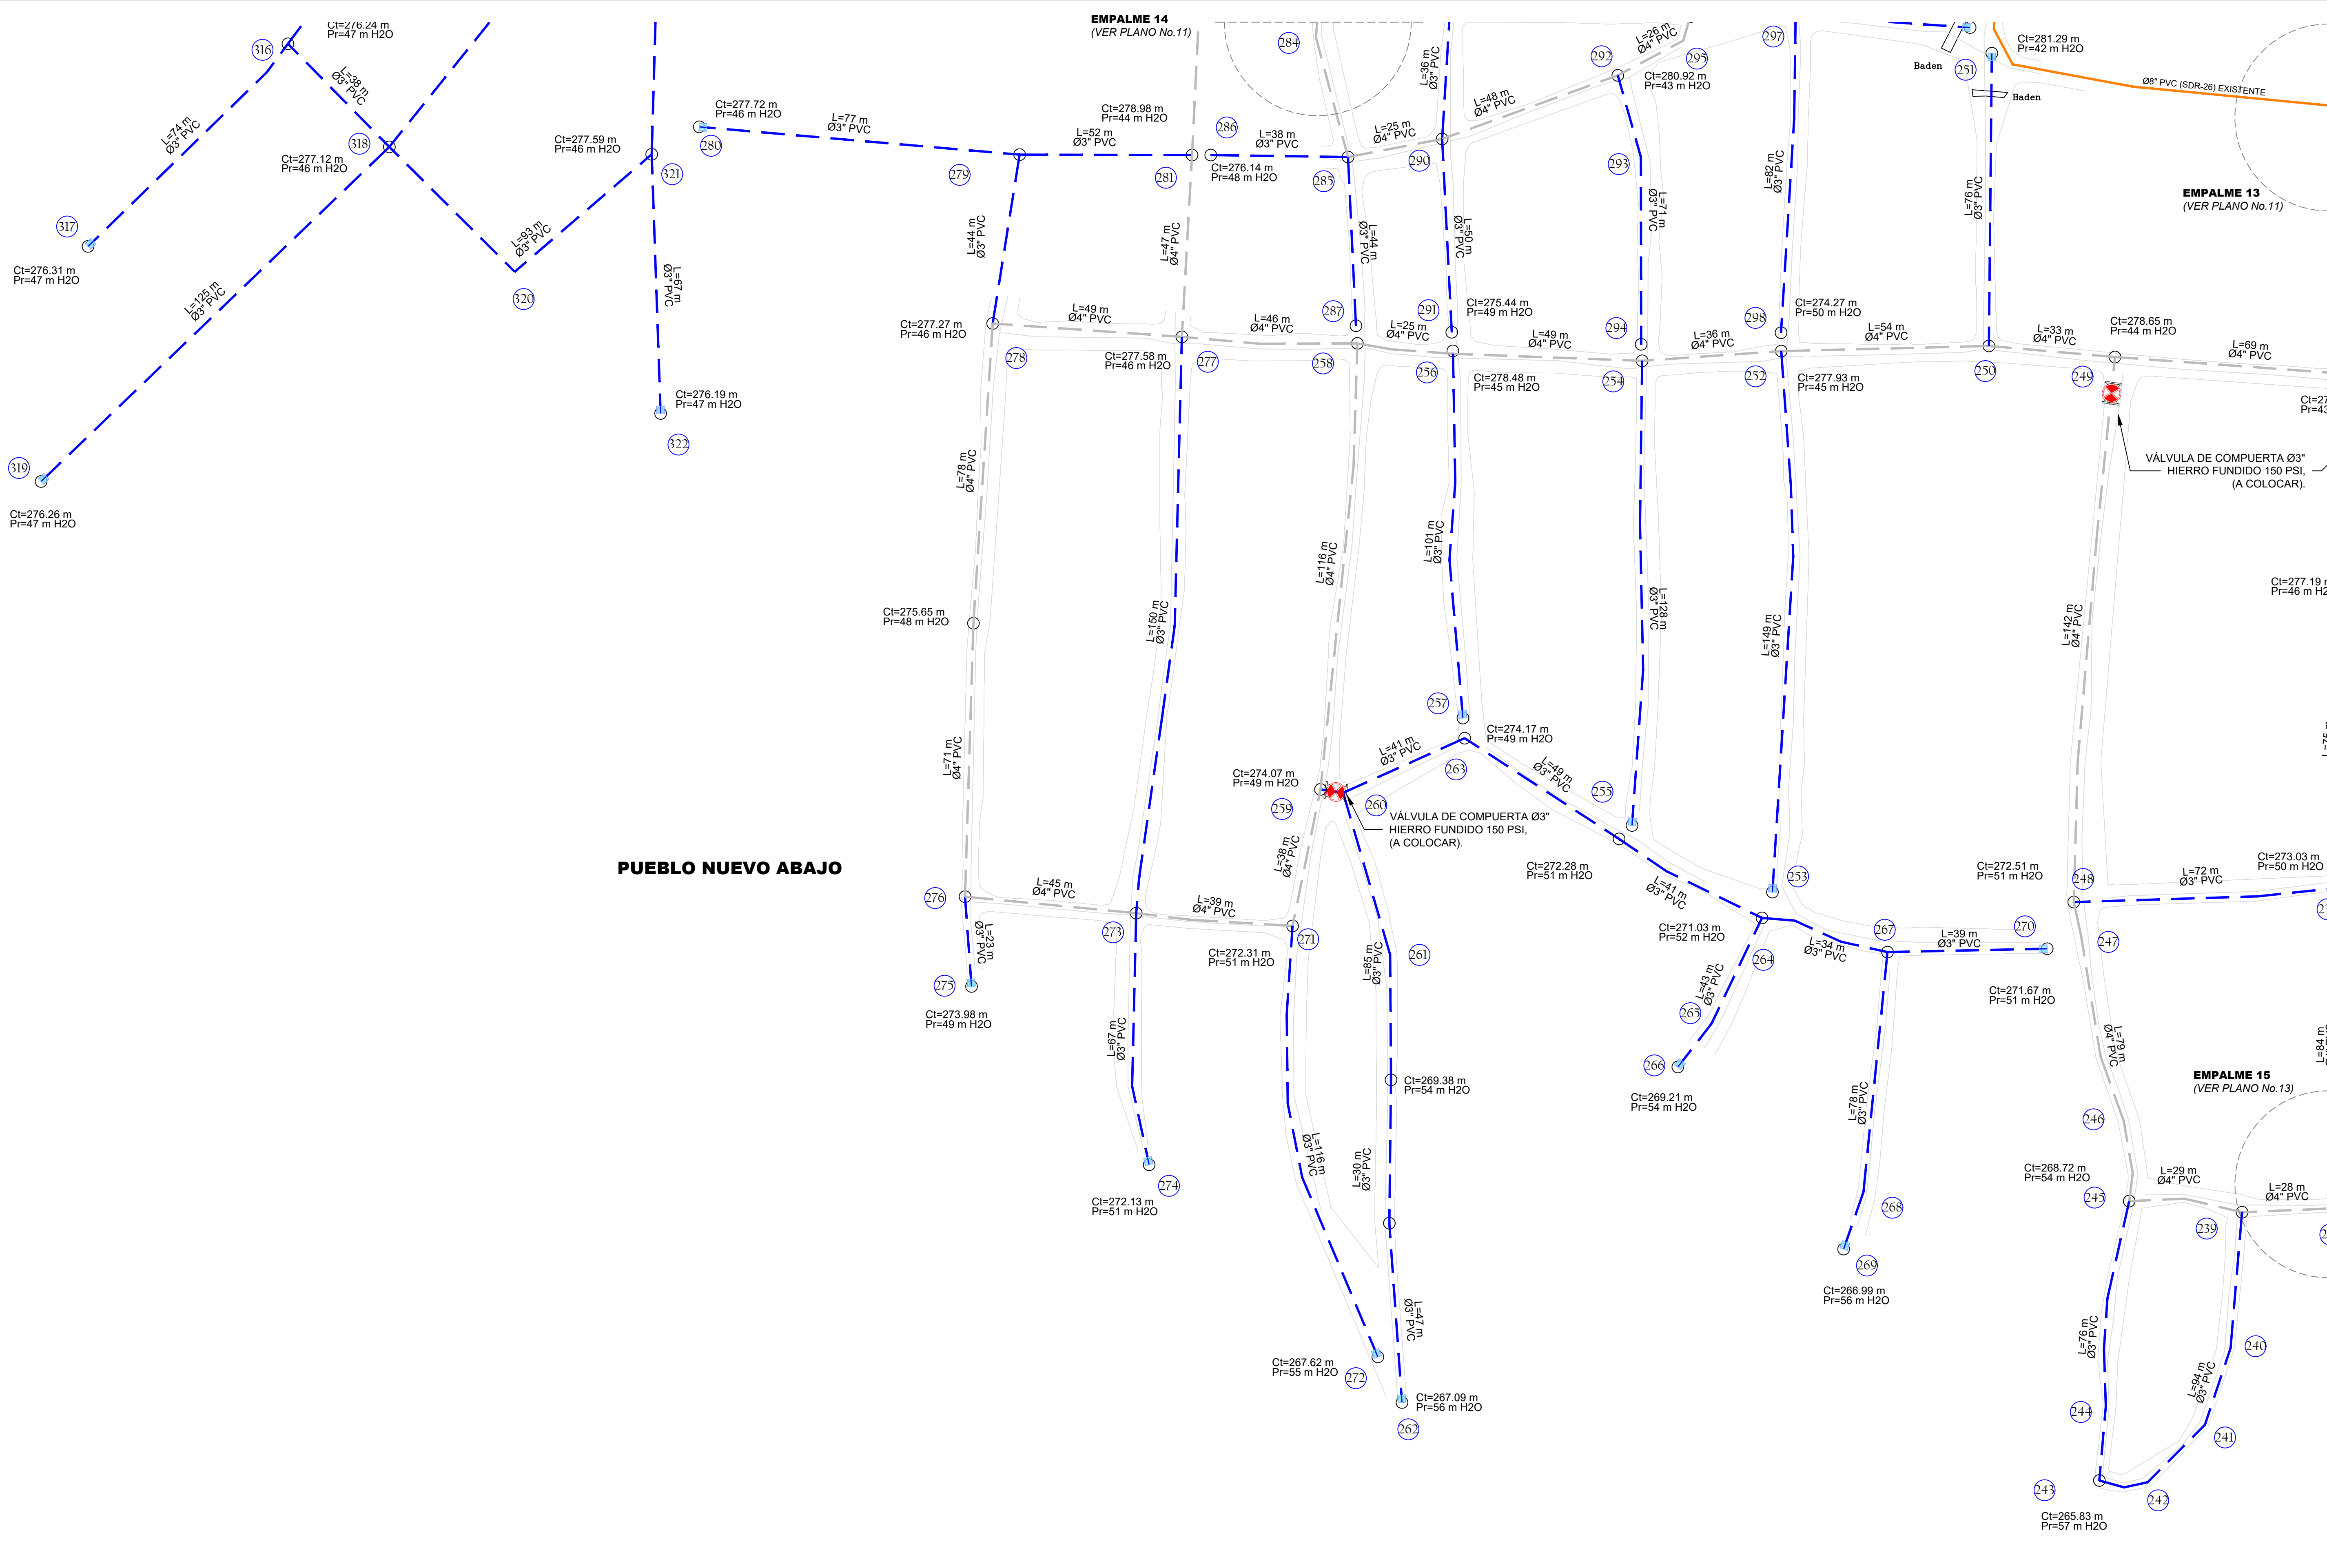 Ct=276.24 m
Pr=47 m H2O
316
L=38 m
Ø3" PVC
L=74 m
Ø3" PVC
318
Ct=277.12 m
Pr=46 m H2O
317
Ct=276.31 m
Pr=47 m H2O
L=125 m
Ø3" PVC
L=93 m
Ø3" PVC
320
319
Ct=276.26 m
Pr=47 m H2O
Ct=277.59 m
Pr=46 m H2O
321
L=67 m
Ø3" PVC
Ct=276.19 m
Pr=47 m H2O
322
Ct=277.72 m
Pr=46 m H2O
280
L=77 m
Ø3" PVC
EMPALME 14
(VER PLANO No.11)
284
Ct=278.98 m
Pr=44 m H2O
286
L=52 m
Ø3" PVC
L=38 m
Ø3" PVC
279
281
Ct=276.14 m
Pr=48 m H2O
285
L=25 m
Ø4" PVC
290
L=36 m
Ø3" PVC
L=48 m
Ø4" PVC
292
L=26 m
Ø4" PVC
295
Ct=280.92 m
Pr=43 m H2O
297
293
Baden
251
Ct=281.29 m
Pr=42 m H2O
Baden
Ø8" PVC (SDR-26) EXISTENTE
EMPALME 13
(VER PLANO No.11)
L=44 m
Ø3" PVC
L=47 m
Ø4" PVC
L=44 m
Ø3" PVC
L=50 m
Ø3" PVC
L=71 m
Ø3" PVC
L=82 m
Ø3" PVC
L=76 m
Ø3" PVC
Ct=277.27 m
Pr=46 m H2O
278
L=49 m
Ø4" PVC
Ct=277.58 m
Pr=46 m H2O
277
L=46 m
Ø4" PVC
287
258
L=25 m
Ø4" PVC
291
Ct=275.44 m
Pr=49 m H2O
256
Ct=278.48 m
Pr=45 m H2O
L=49 m
Ø4" PVC
294
254
L=36 m
Ø4" PVC
298
Ct=274.27 m
Pr=50 m H2O
252
Ct=277.93 m
Pr=45 m H2O
L=54 m
Ø4" PVC
250
L=33 m
Ø4" PVC
Ct=278.65 m
Pr=44 m H2O
249
L=69 m
Ø4" PVC
VÁLVULA DE COMPUERTA Ø3"
HIERRO FUNDIDO 150 PSI,
(A COLOCAR).
L=78 m
Ø4" PVC
Ct=275.65 m
Pr=48 m H2O
L=150 m
Ø3" PVC
L=116 m
Ø4" PVC
L=101 m
Ø3" PVC
L=128 m
Ø3" PVC
L=149 m
Ø3" PVC
L=142 m
Ø4" PVC
Ct=277.19
Pr=46 m
L=71 m
Ø4" PVC
257
Ct=274.17 m
Pr=49 m H2O
L=41 m
Ø3" PVC
263
L=49 m
Ø3" PVC
255
Ct=274.07 m
Pr=49 m H2O
259
260
VÁLVULA DE COMPUERTA Ø3"
HIERRO FUNDIDO 150 PSI,
(A COLOCAR).
L=38 m
Ø4" PVC
PUEBLO NUEVO ABAJO
276
L=45 m
Ø4" PVC
273
L=39 m
Ø4" PVC
271
Ct=272.31 m
Pr=51 m H2O
L=23 m
Ø3" PVC
275
Ct=273.98 m
Pr=49 m H2O
L=85 m
Ø3" PVC
261
Ct=272.28 m
Pr=51 m H2O
L=41 m
Ø3" PVC
Ct=271.03 m
Pr=52 m H2O
264
253
L=34 m
Ø3" PVC
267
L=39 m
Ø3" PVC
270
Ct=272.51 m
Pr=51 m H2O
248
L=72 m
Ø3" PVC
Ct=273.03 m
Pr=50 m H2O
247
Ct=271.67 m
Pr=51 m H2O
L=67 m
Ø3" PVC
274
Ct=272.13 m
Pr=51 m H2O
L=116 m
Ø3" PVC
Ct=269.38 m
Pr=54 m H2O
L=30 m
Ø3" PVC
L=43 m
Ø3" PVC
265
266
Ct=269.21 m
Pr=54 m H2O
L=78 m
Ø3" PVC
268
269
Ct=266.99 m
Pr=56 m H2O
L=79 m
Ø4" PVC
L=84 m
EMPALME 15
(VER PLANO No.13)
246
Ct=268.72 m
Pr=54 m H2O
245
L=29 m
Ø4" PVC
239
L=28 m
Ø4" PVC
L=47 m
Ø3" PVC
Ct=267.62 m
Pr=55 m H2O
272
Ct=267.09 m
Pr=56 m H2O
262
L=76 m
Ø3" PVC
240
L=94 m
Ø3" PVC
244
241
243
242
Ct=265.83 m
Pr=57 m H2O